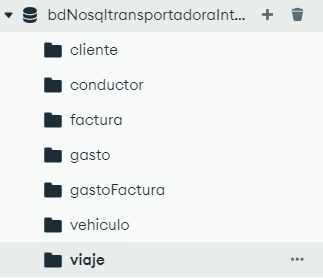 bdNosqltransportadoraInt...
cliente
conductor
factura
gasto
gastoFactura
vehiculo
viaje